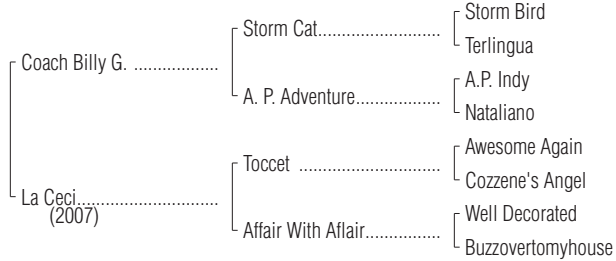 Storm Bird
Storm Cat..............................
Terlingua
Coach Billy G. .....................
A.P. Indy
A. P. Adventure.....................
Nataliano
Awesome Again
Toccet ...................................
Cozzene's Angel
La Ceci...................................
(2007)
Well Decorated
Affair With Aflair...................
Buzzovertomyhouse